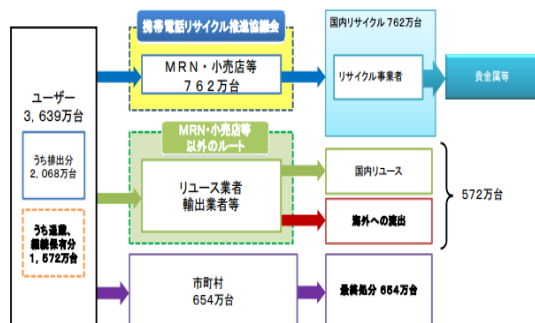 携帯電話リサイクル推進協議会
MRN・小売店等
762万台
国内リサイクル 762万台
リサイクル事業者
貴金属等
ユーザー
3,639万台
うち排出分
2,068万台
うち退蔵、
継続保有分
1,572万台
MRN・小売店等
以外のルート
リユース業者
輸出業者等
国内リユース
海外への流出
572万台
市町村
654万台
最終処分 654万台